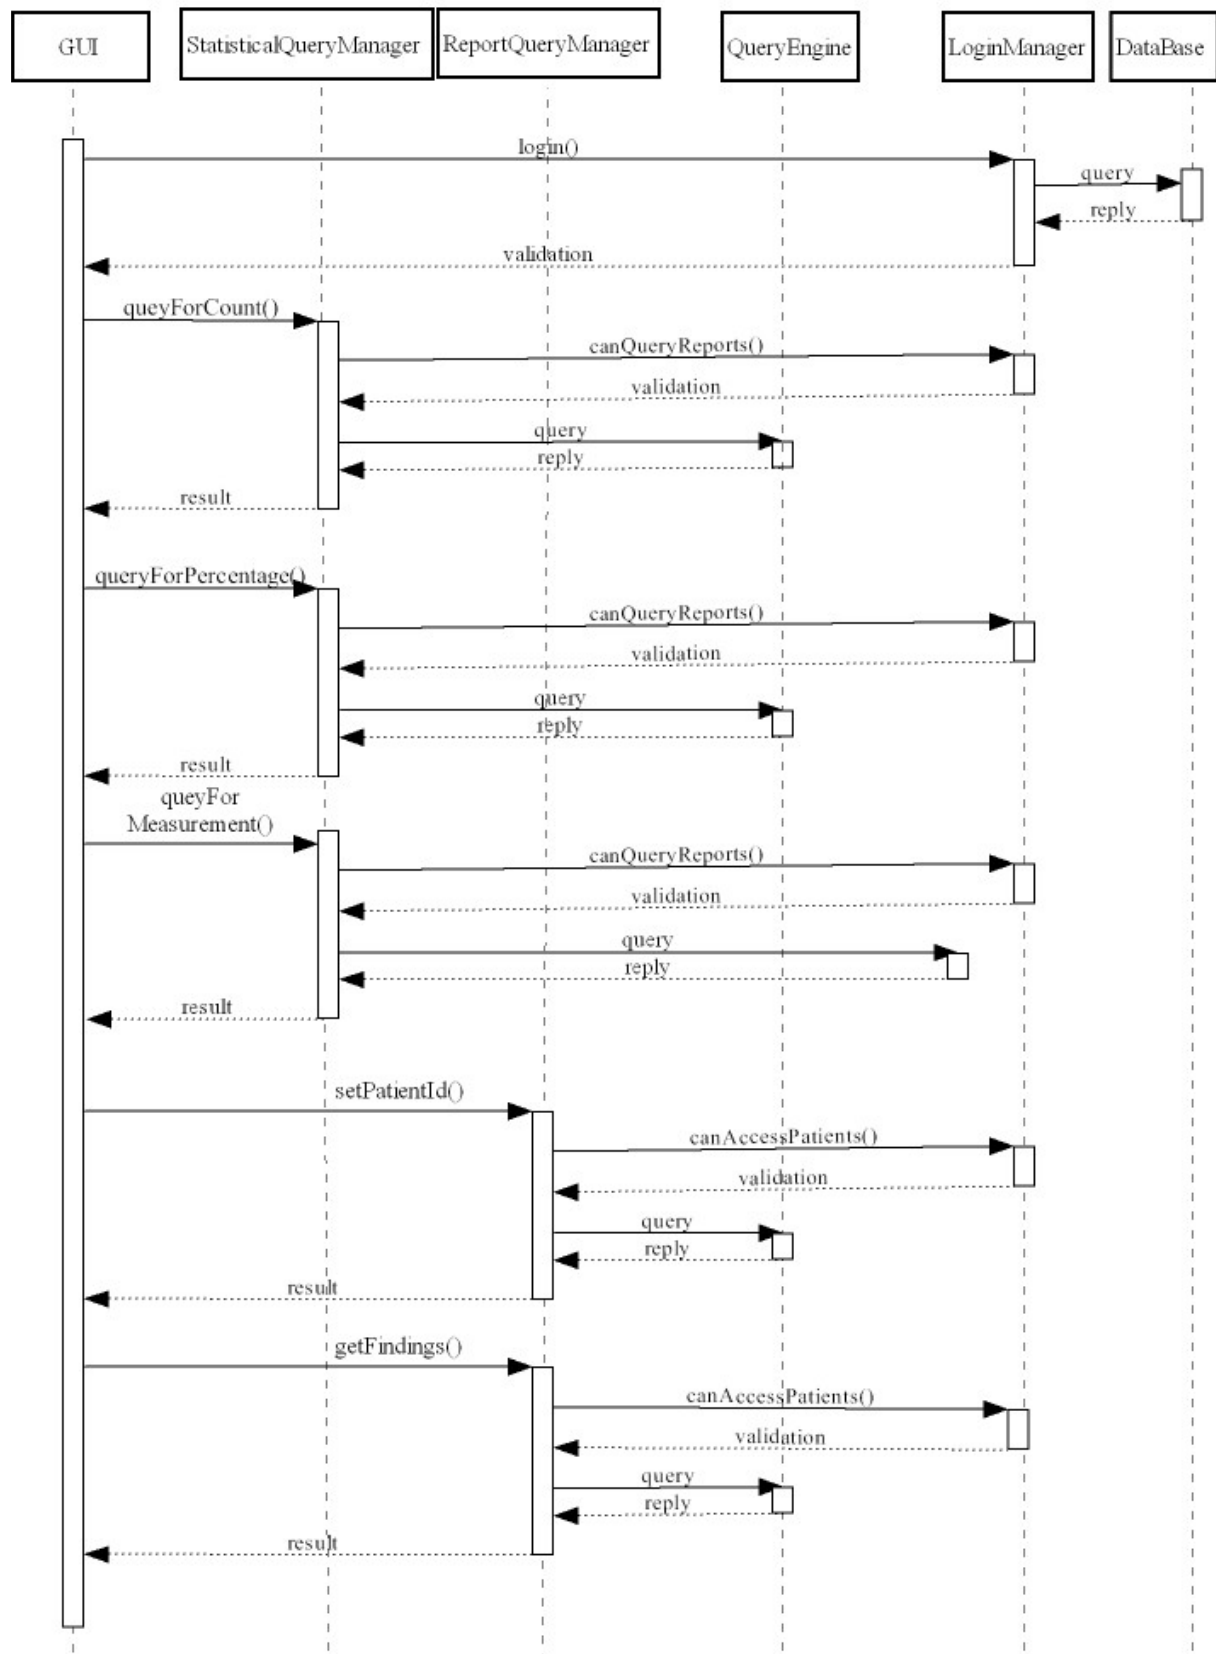 GUI
StatisticalQueryManager
ReportQueryManager
QueryEngine
LoginManager
DataBase
login()
query
reply
validation
queyForCount()
canQueryReports()
validation
query
reply
result
queryForPercentage()
canQueryReports()
validation
query
reply
result
queyFor
Measurement()
canQueryReports()
validation
query
reply
result
setPatientId()
canAccessPatients()
validation
query
reply
result
getFindings()
canAccessPatients()
validation
query
reply
result